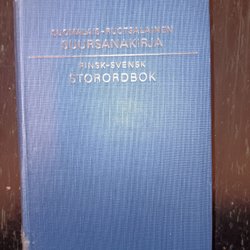 SUOMALAIS-RUOTSALAINEN
SUURSANAKIRJA
FINSK-SVENSK
STORORDBOK